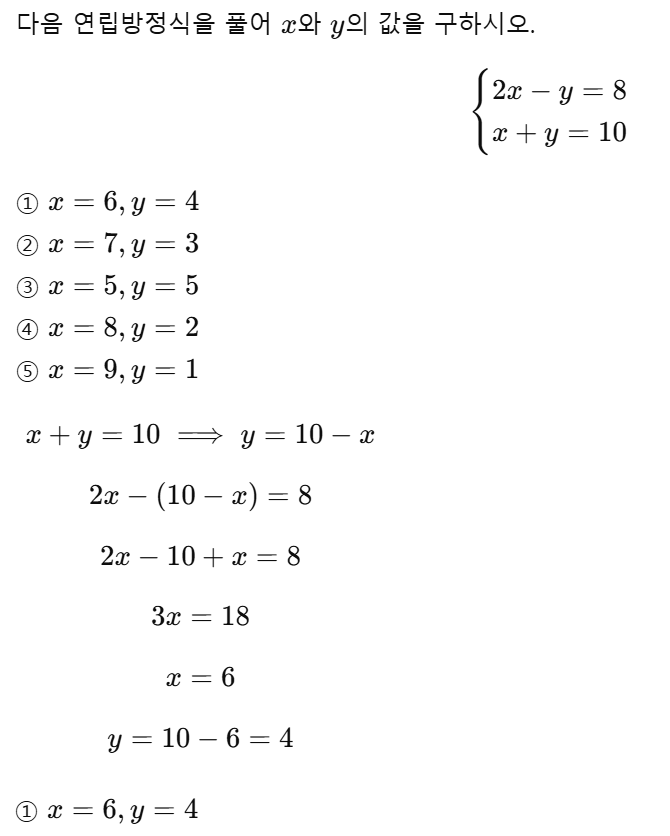 다음 연립방정식을 풀어 x와 y의 값을 구하시오.
{2x − y = 8
x + y = 10
① x = 6, y = 4
② x = 7, y = 3
③ x = 5, y = 5
④ x = 8, y = 2
⑤ x = 9, y = 1
x + y = 10 ⟹ y = 10 − x
2x − (10 − x) = 8
2x − 10 + x = 8
3x = 18
x = 6
y = 10 − 6 = 4
① x = 6, y = 4